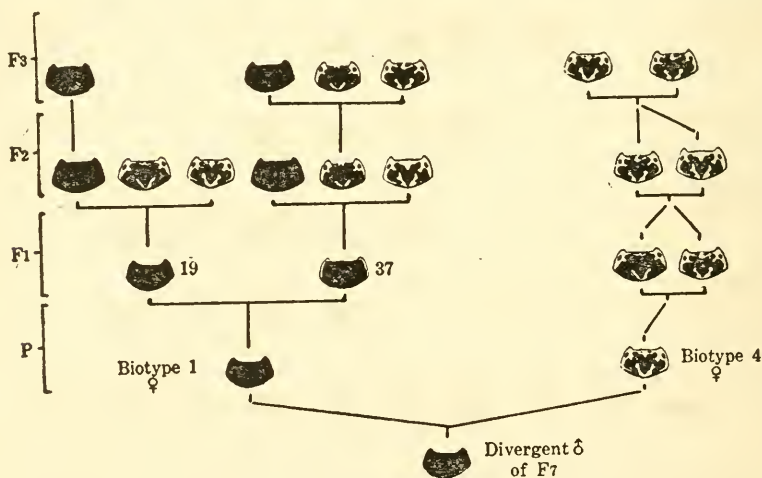 F3
F2
F1
19
37
P
Biotype 1
♀
Biotype 4
♀
Divergent ♂
of F7